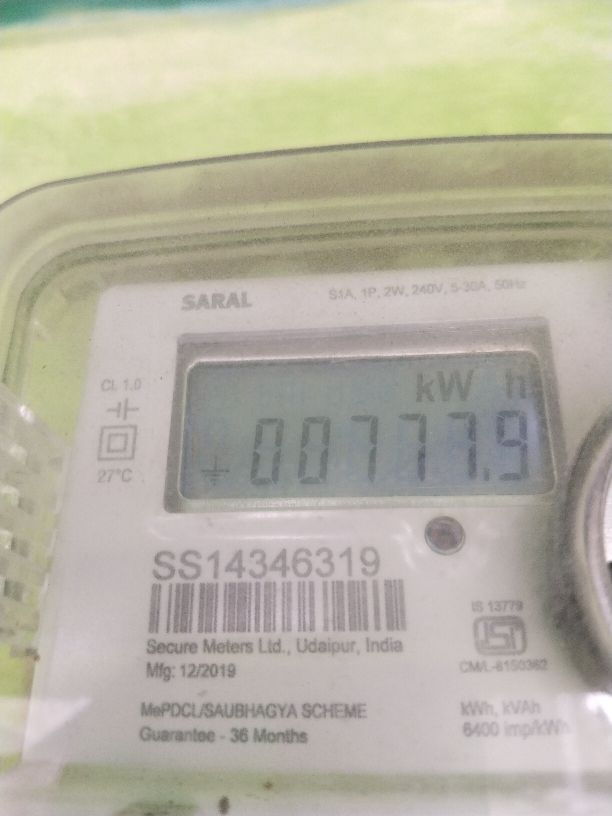 SARAL
S1A, 1P, 2W, 240V, 5-30A, 50Hz
Cl. 1.0
kW h
00777.9
27°C
SS14346319
Secure Meters Ltd., Udaipur, India
Mfg: 12/2019
IS 13779
ISI
CM/L-8150362
MePDCL/SAUBHAGYA SCHEME
Guarantee - 36 Months
kWh, kVAh
6400 imp/kWh